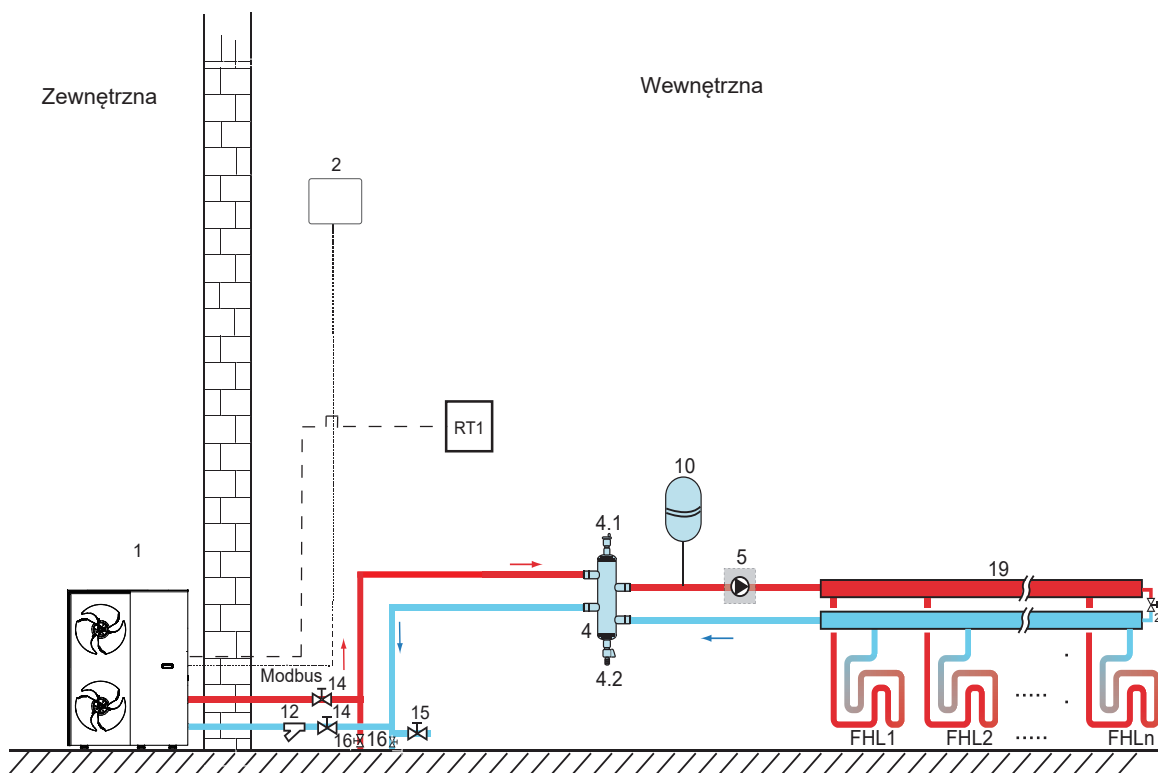 Zewnętrzna
Wewnętrzna
2
RT1
10
4.1
5
19
1
4
2
4.2
Modbus
14
12
14
15
16
16
FHL1
FHL2
.....
FHLn
.....